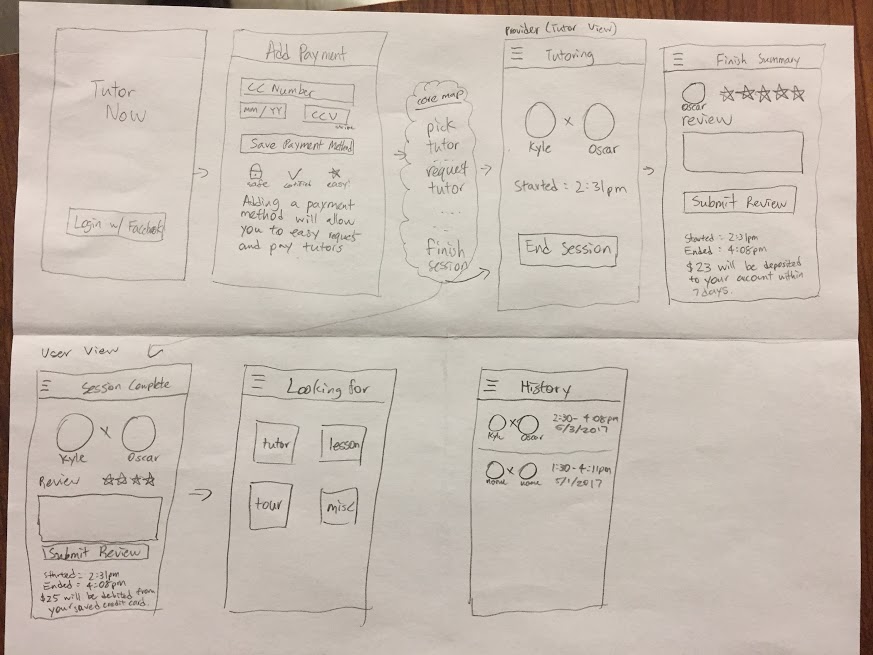 Tutor
Now
Login w/ Facebook
Add Payment
CC Number
mm/YY
CCV
stripe
Save Payment Method
safe
control
easy!
Adding a payment
method will allow
you to easy request
and pay tutors
core map
pick
tutor
...
request
tutor
...
...
finish
session
Provider (Tutor View)
Tutoring
x
Kyle
Oscar
Started: 2:31pm
End Session
Finish Summary
Oscar
review
Submit Review
Started: 2:31pm
Ended: 4:08pm
$23 will be deposited
to your account within
7 days.
User View
Session Complete
x
Kyle
Oscar
Review
Submit Review
Started: 2:31pm
Ended: 4:08pm
$25 will be debited from
your saved credit card.
Looking for
tutor
lesson
tour
misc
History
x
Kyle
Oscar
2:30-4:08pm
5/3/2017
x
name
name
1:30-4:11pm
5/1/2017